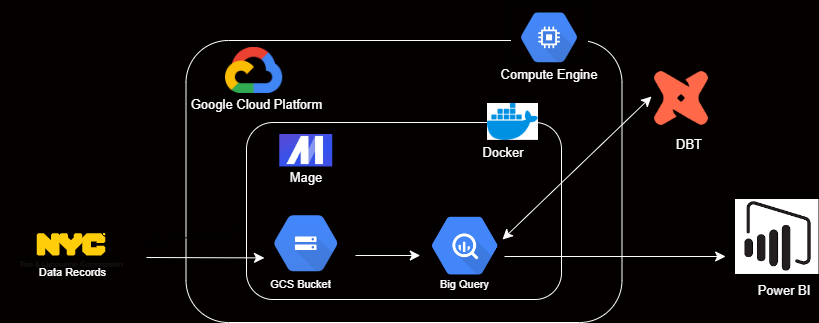 Compute Engine
Google Cloud Platform
Docker
Mage
DBT
NYC
Data Records
GCS Bucket
Big Query
Power BI